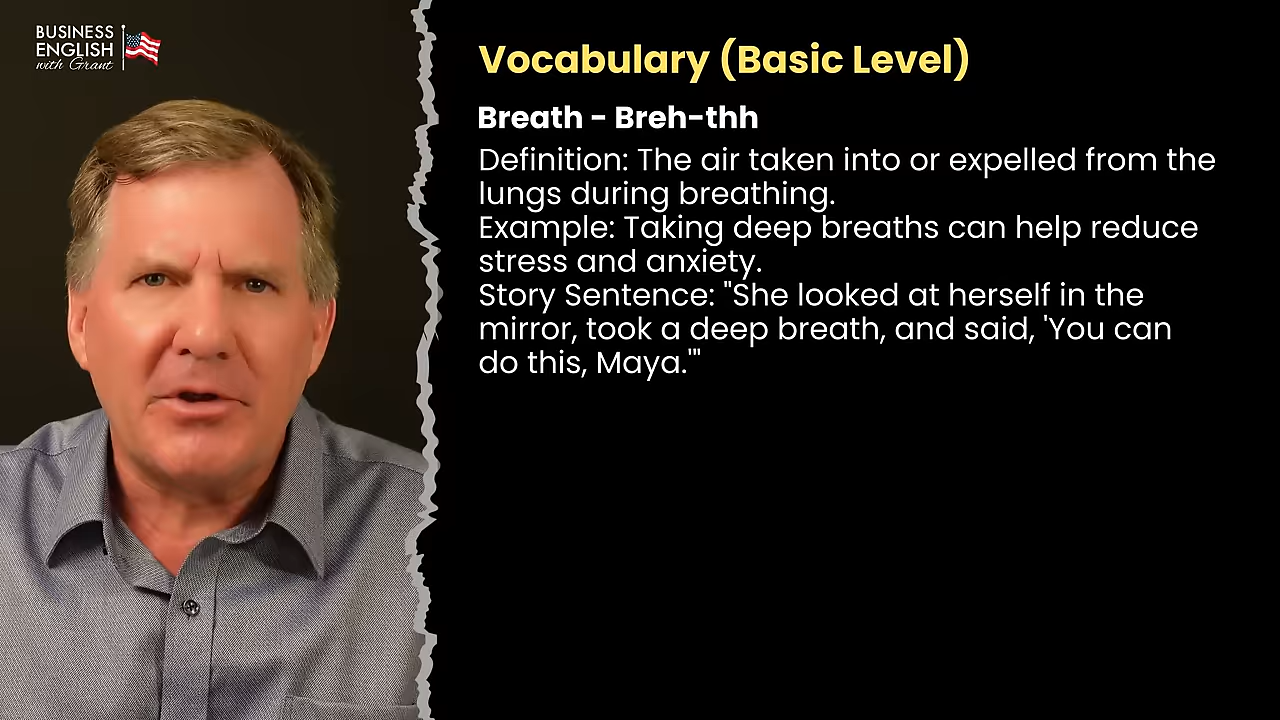 BUSINESS
ENGLISH
with Grant
Vocabulary (Basic Level)
Breath - Breh-thh
Definition: The air taken into or expelled from the
lungs during breathing.
Example: Taking deep breaths can help reduce
stress and anxiety.
Story Sentence: "She looked at herself in the
mirror, took a deep breath, and said, 'You can
do this, Maya.'"